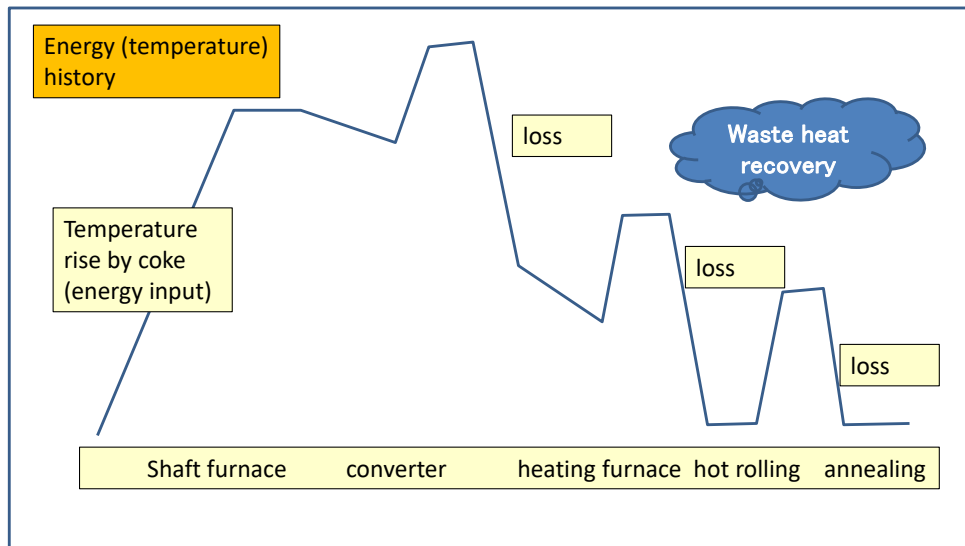 Energy (temperature)
history
loss
Waste heat
recovery
Temperature
rise by coke
(energy input)
loss
loss
Shaft furnace converter heating furnace hot rolling annealing